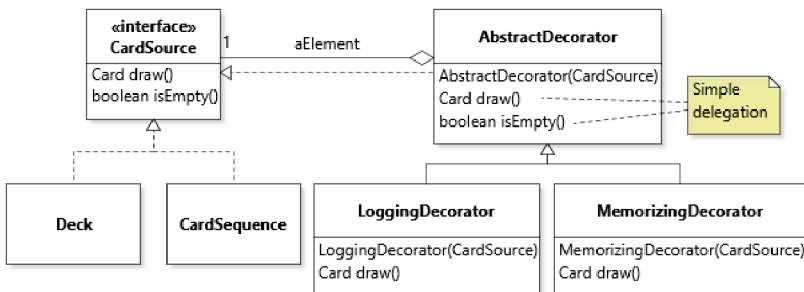 «interface»
CardSource
Card draw()
boolean isEmpty()
1
aElement
AbstractDecorator
AbstractDecorator(CardSource)
Card draw()
boolean isEmpty()
Simple
delegation
Deck
CardSequence
LoggingDecorator
LoggingDecorator(CardSource)
Card draw()
MemorizingDecorator
MemorizingDecorator(CardSource)
Card draw()